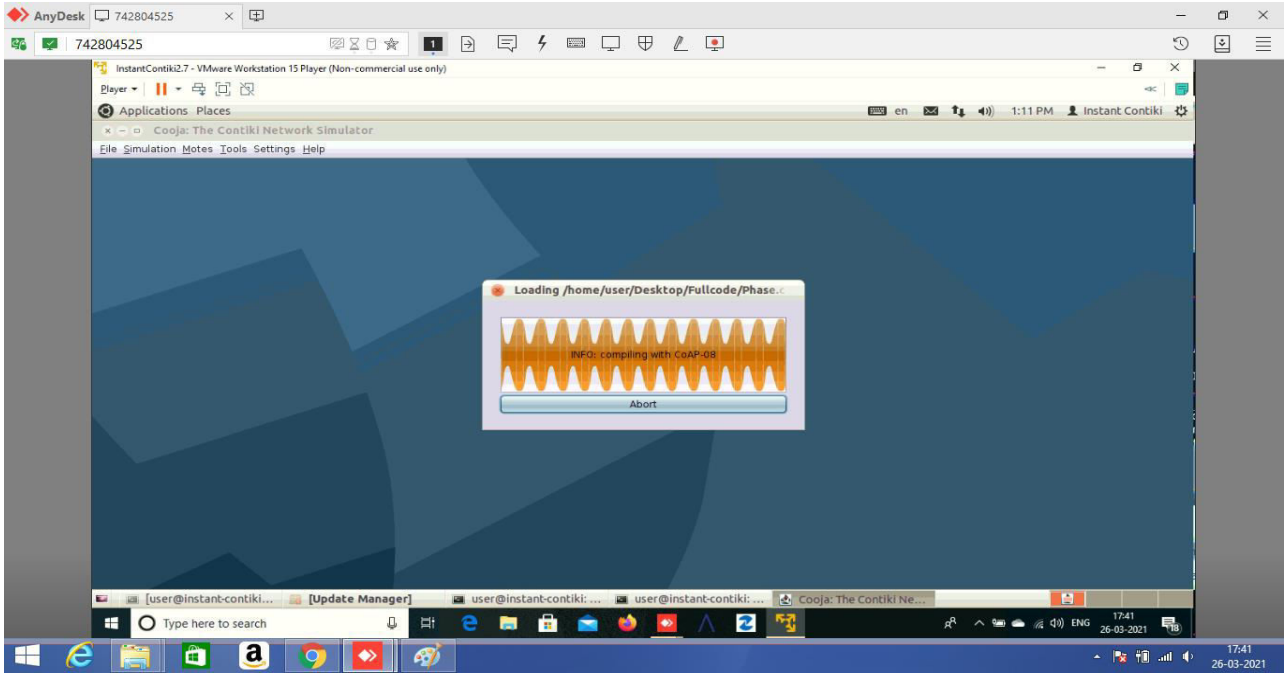 AnyDesk 742804525
742804525
1
InstantContiki2.7 - VMware Workstation 15 Player (Non-commercial use only)
Player
Applications Places en 1:11 PM Instant Contiki
Cooja: The Contiki Network Simulator
File Simulation Motes Tools Settings Help
Loading /home/user/Desktop/Fullcode/Phase.c
INFO: compiling with CoAP-08
Abort
[user@instant-contiki... [Update Manager] user@instant-contiki: ... user@instant-contiki: ... Cooja: The Contiki Ne...
Type here to search ENG 17:41
26-03-2021
17:41
26-03-2021